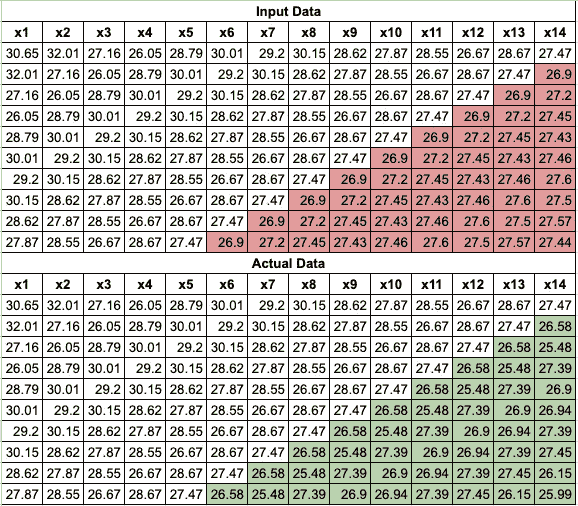 Input Data
x1 x2 x3 x4 x5 x6 x7 x8 x9 x10 x11 x12 x13 x14
30.65 32.01 27.16 26.05 28.79 30.01 29.2 30.15 28.62 27.87 28.55 26.67 28.67 27.47
32.01 27.16 26.05 28.79 30.01 29.2 30.15 28.62 27.87 28.55 26.67 28.67 27.47 26.9
27.16 26.05 28.79 30.01 29.2 30.15 28.62 27.87 28.55 26.67 28.67 27.47 26.9 27.2
26.05 28.79 30.01 29.2 30.15 28.62 27.87 28.55 26.67 28.67 27.47 26.9 27.2 27.45
28.79 30.01 29.2 30.15 28.62 27.87 28.55 26.67 28.67 27.47 26.9 27.2 27.45 27.43
30.01 29.2 30.15 28.62 27.87 28.55 26.67 28.67 27.47 26.9 27.2 27.45 27.43 27.46
29.2 30.15 28.62 27.87 28.55 26.67 28.67 27.47 26.9 27.2 27.45 27.43 27.46 27.6
30.15 28.62 27.87 28.55 26.67 28.67 27.47 26.9 27.2 27.45 27.43 27.46 27.6 27.5
28.62 27.87 28.55 26.67 28.67 27.47 26.9 27.2 27.45 27.43 27.46 27.6 27.5 27.57
27.87 28.55 26.67 28.67 27.47 26.9 27.2 27.45 27.43 27.46 27.6 27.5 27.57 27.44
Actual Data
x1 x2 x3 x4 x5 x6 x7 x8 x9 x10 x11 x12 x13 x14
30.65 32.01 27.16 26.05 28.79 30.01 29.2 30.15 28.62 27.87 28.55 26.67 28.67 27.47
32.01 27.16 26.05 28.79 30.01 29.2 30.15 28.62 27.87 28.55 26.67 28.67 27.47 26.58
27.16 26.05 28.79 30.01 29.2 30.15 28.62 27.87 28.55 26.67 28.67 27.47 26.58 25.48
26.05 28.79 30.01 29.2 30.15 28.62 27.87 28.55 26.67 28.67 27.47 26.58 25.48 27.39
28.79 30.01 29.2 30.15 28.62 27.87 28.55 26.67 28.67 27.47 26.58 25.48 27.39 26.9
30.01 29.2 30.15 28.62 27.87 28.55 26.67 28.67 27.47 26.58 25.48 27.39 26.9 26.94
29.2 30.15 28.62 27.87 28.55 26.67 28.67 27.47 26.58 25.48 27.39 26.9 26.94 27.39
30.15 28.62 27.87 28.55 26.67 28.67 27.47 26.58 25.48 27.39 26.9 26.94 27.39 27.45
28.62 27.87 28.55 26.67 28.67 27.47 26.58 25.48 27.39 26.9 26.94 27.39 27.45 26.15
27.87 28.55 26.67 28.67 27.47 26.58 25.48 27.39 26.9 26.94 27.39 27.45 26.15 25.99